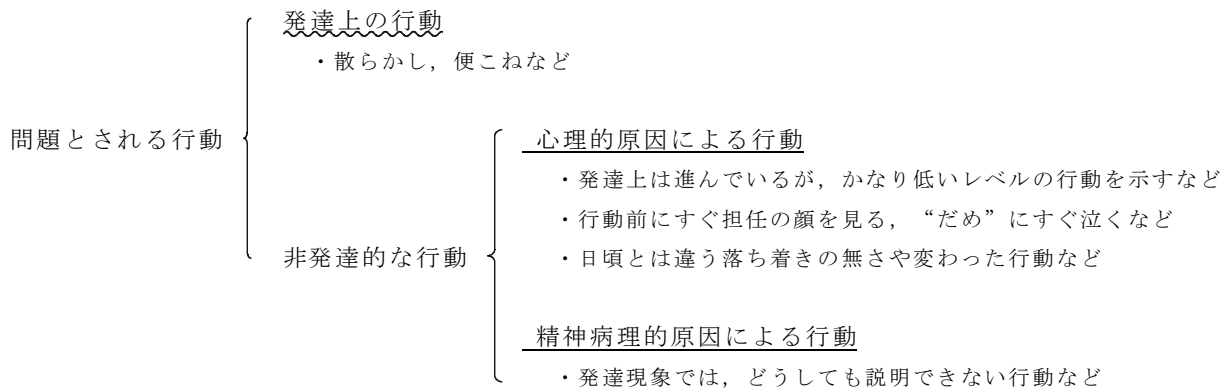 発達上の行動
・散らかし，便こねなど
問題とされる行動
心理的原因による行動
・発達上は進んでいるが，かなり低いレベルの行動を示すなど
・行動前にすぐ担任の顔を見る，“だめ”にすぐ泣くなど
非発達的な行動
・日頃とは違う落ち着きの無さや変わった行動など
精神病理的原因による行動
・発達現象では，どうしても説明できない行動など